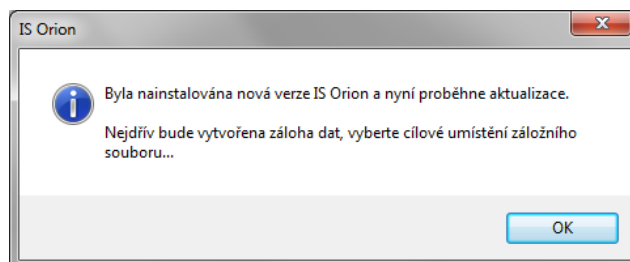 IS Orion
Byla nainstalována nová verze IS Orion a nyní proběhne aktualizace.
Nejdřív bude vytvořena záloha dat, vyberte cílové umístění záložního
souboru...
OK